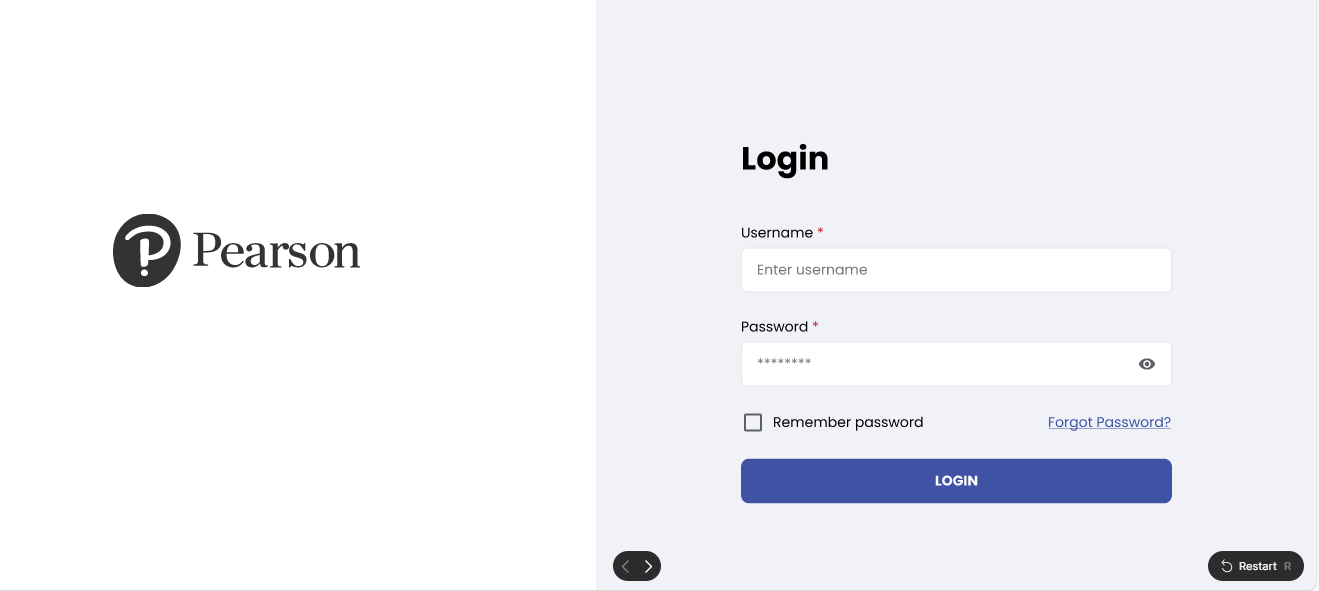 Pearson
Login
Username *
Enter username
Password *
********
Remember password
Forgot Password?
LOGIN
Restart R